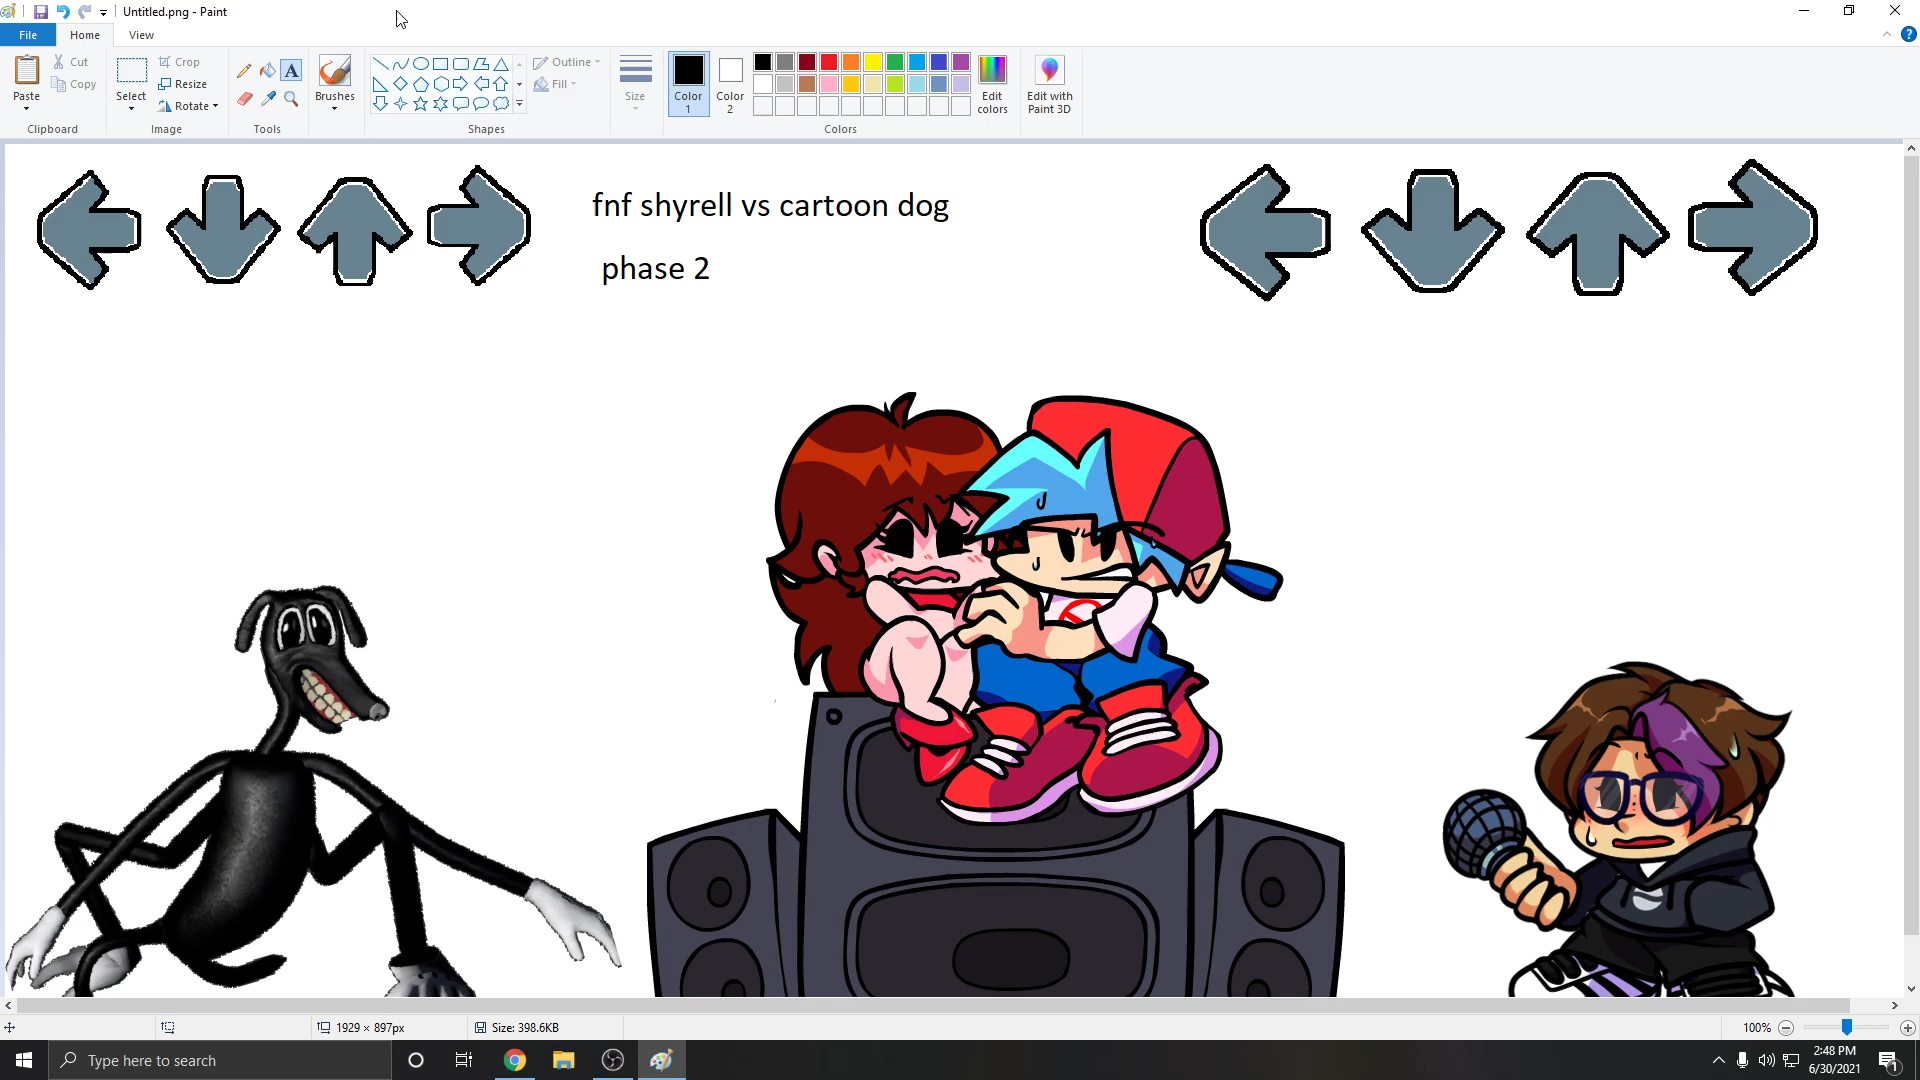 Untitled.png - Paint
File
Home
View
Paste
Cut
Copy
Clipboard
Select
Crop
Resize
Rotate
Image
A
Tools
Brushes
Shapes
Outline
Fill
Size
Color
1
Color
2
Colors
Edit
colors
Edit with
Paint 3D
?
fnf shyrell vs cartoon dog
phase 2
1929 × 897px
Size: 398.6KB
100%
Type here to search
2:48 PM
6/30/2021
1